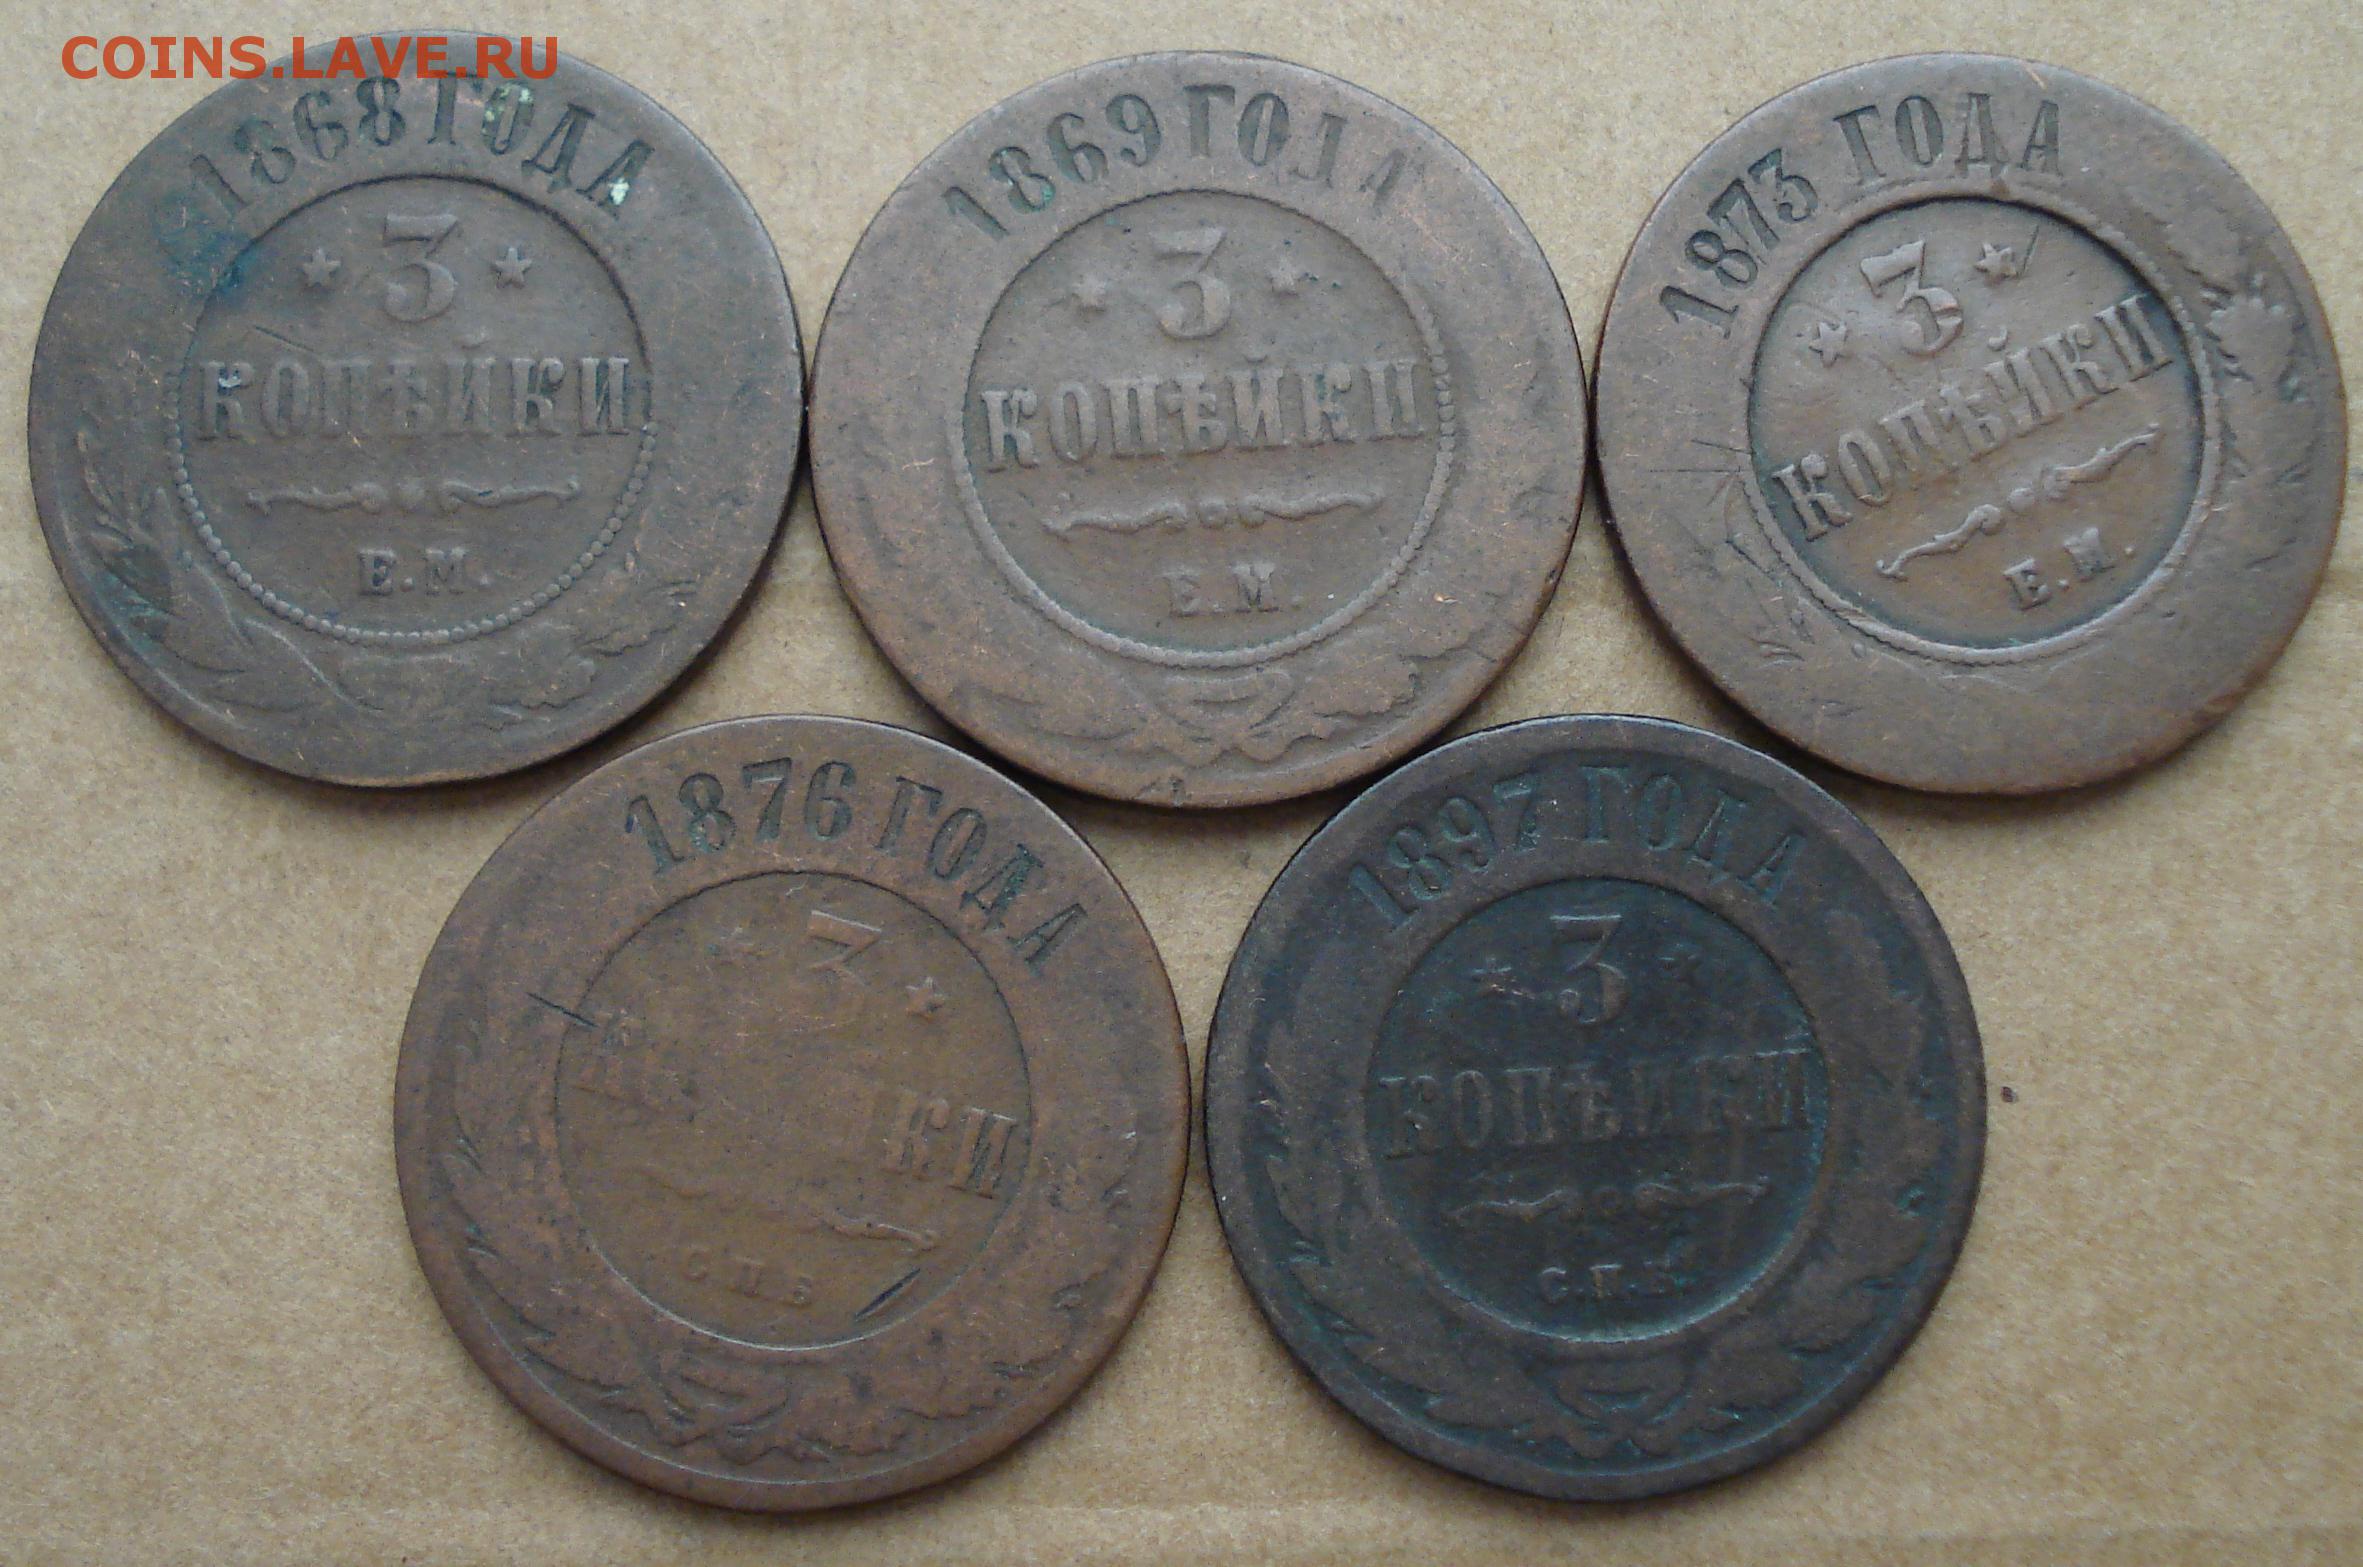 COINS.LAVE.RU
1868 ГОДА
3
КОПѢЙКИ
Е.М.
1869 ГОДА
3
КОПѢЙКИ
Е.М.
1873 ГОДА
3
КОПѢЙКИ
Е.М.
1876 ГОДА
3
С.П.Б
1897 ГОДА
3
КОПѢЙКИ
С.П.Б.